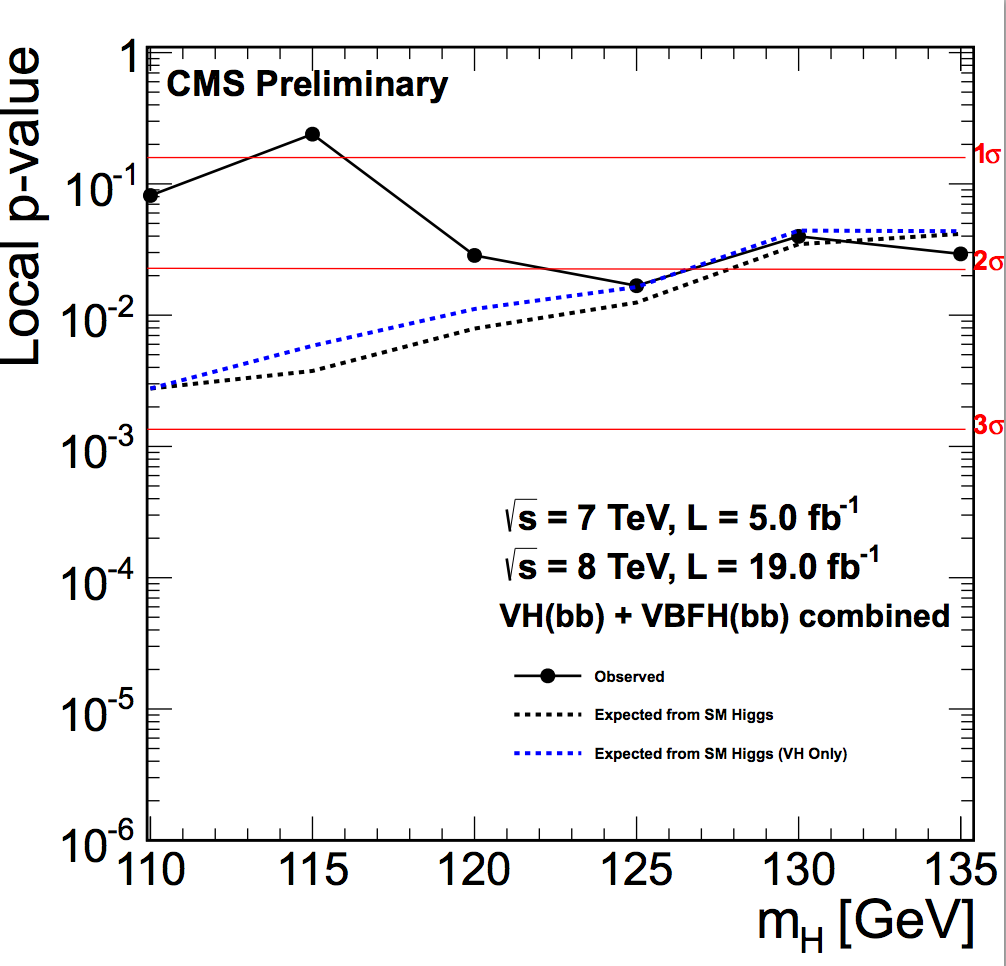 Local p-value
1
CMS Preliminary
1σ
10⁻¹
2σ
10⁻²
3σ
10⁻³
√s = 7 TeV, L = 5.0 fb⁻¹
√s = 8 TeV, L = 19.0 fb⁻¹
10⁻⁴
VH(bb) + VBFH(bb) combined
Observed
10⁻⁵
Expected from SM Higgs
Expected from SM Higgs (VH Only)
10⁻⁶
110 115 120 125 130 135
m_H [GeV]